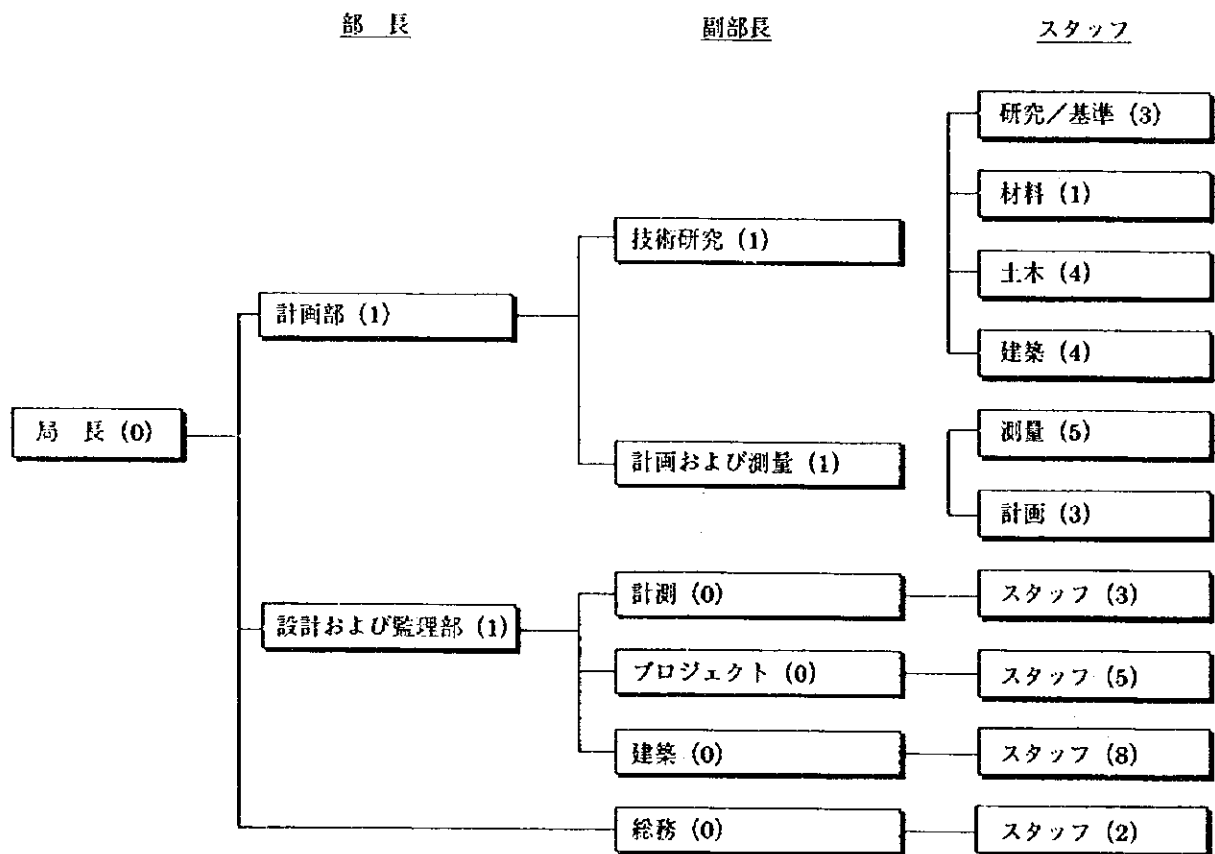 部 長 副部長 スタッフ
研究／基準 (3)
材料 (1)
技術研究 (1)
土木 (4)
計画部 (1)
建築 (4)
局 長 (0)
測量 (5)
計画および測量 (1)
計画 (3)
計測 (0) スタッフ (3)
設計および監理部 (1)
プロジェクト (0) スタッフ (5)
建築 (0) スタッフ (8)
総務 (0) スタッフ (2)